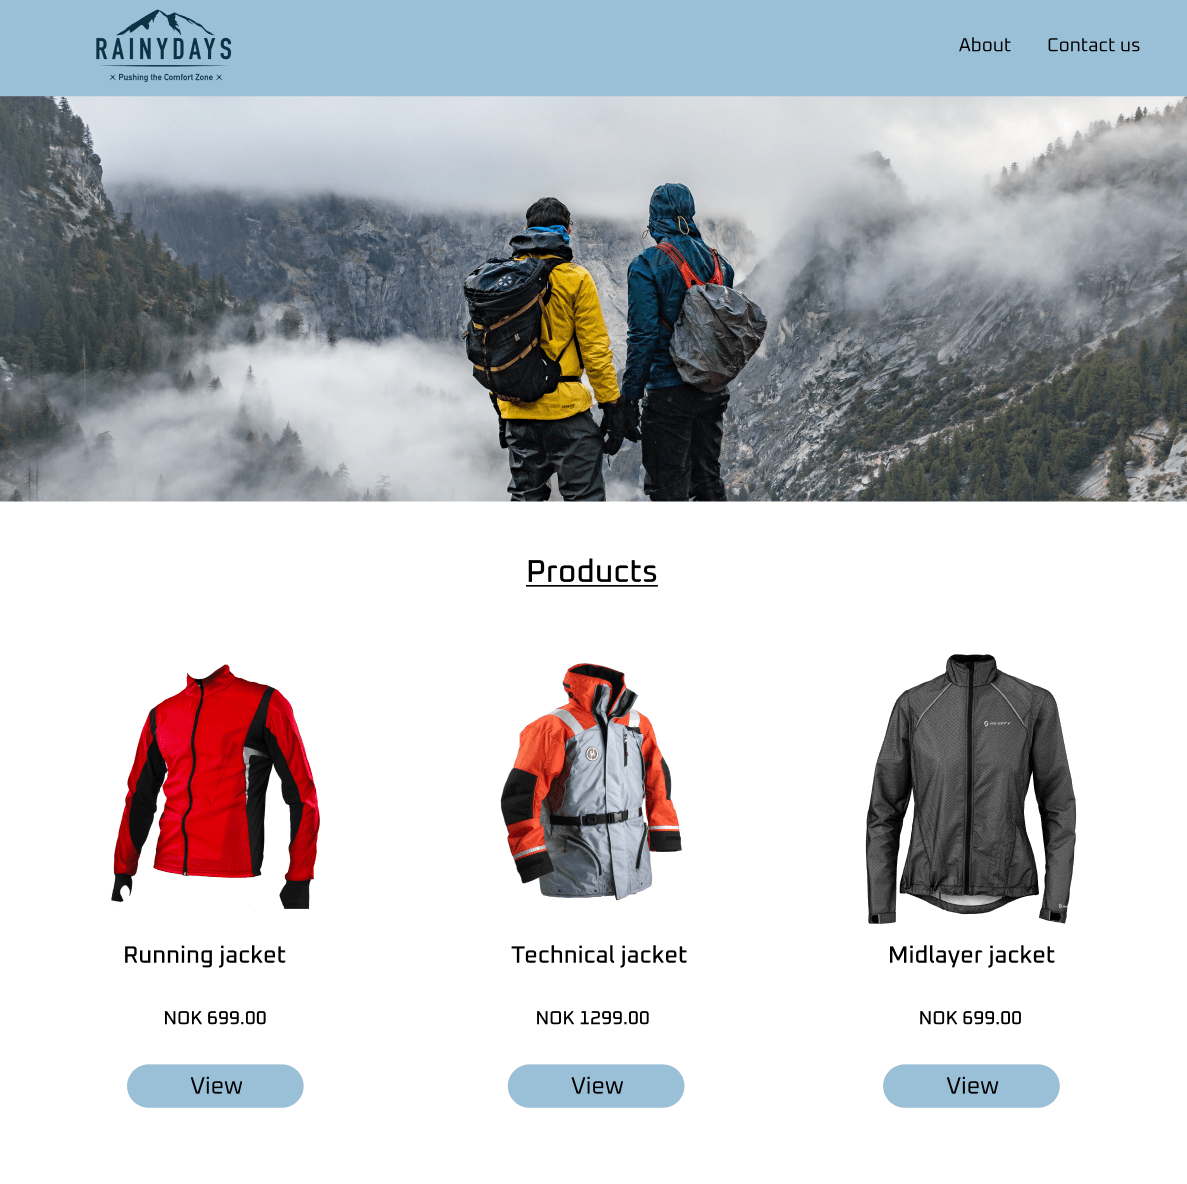 RAINYDAYS
× Pushing the Comfort Zone ×
About Contact us
Products
Running jacket Technical jacket Midlayer jacket
NOK 699.00 NOK 1299.00 NOK 699.00
View View View
SCOTT